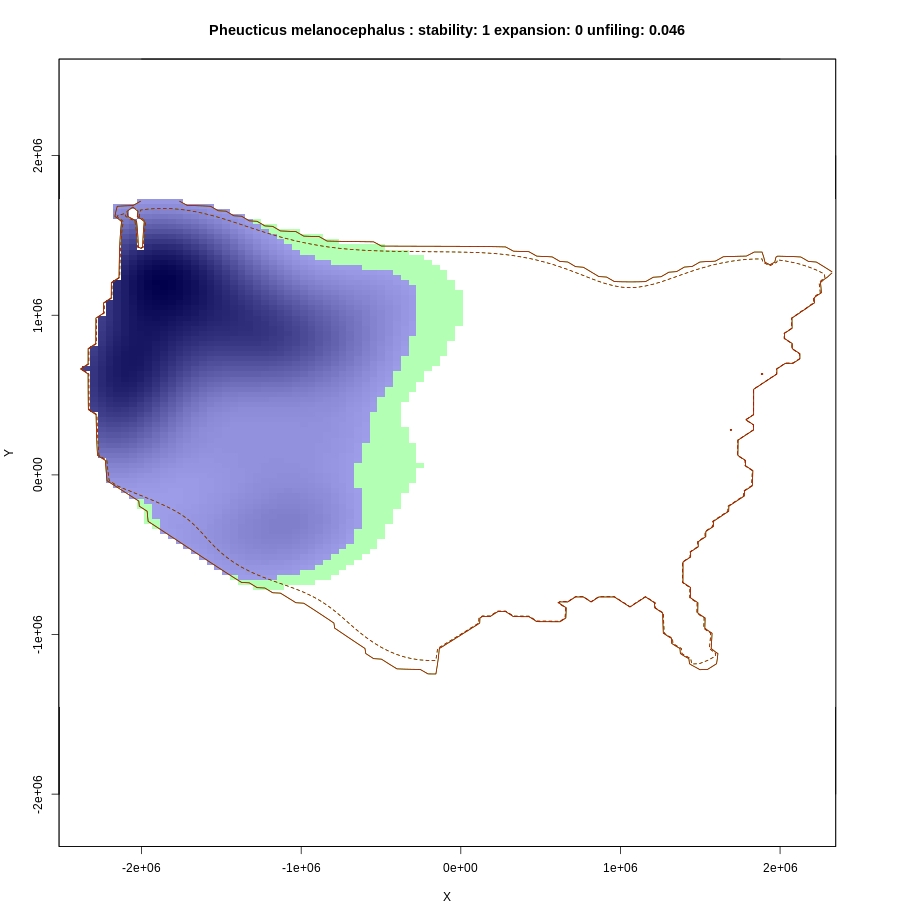 Pheucticus melanocephalus : stability: 1 expansion: 0 unfiling: 0.046
2e+06
1e+06
0e+00
-1e+06
-2e+06
Y
-2e+06 -1e+06 0e+00 1e+06 2e+06
X